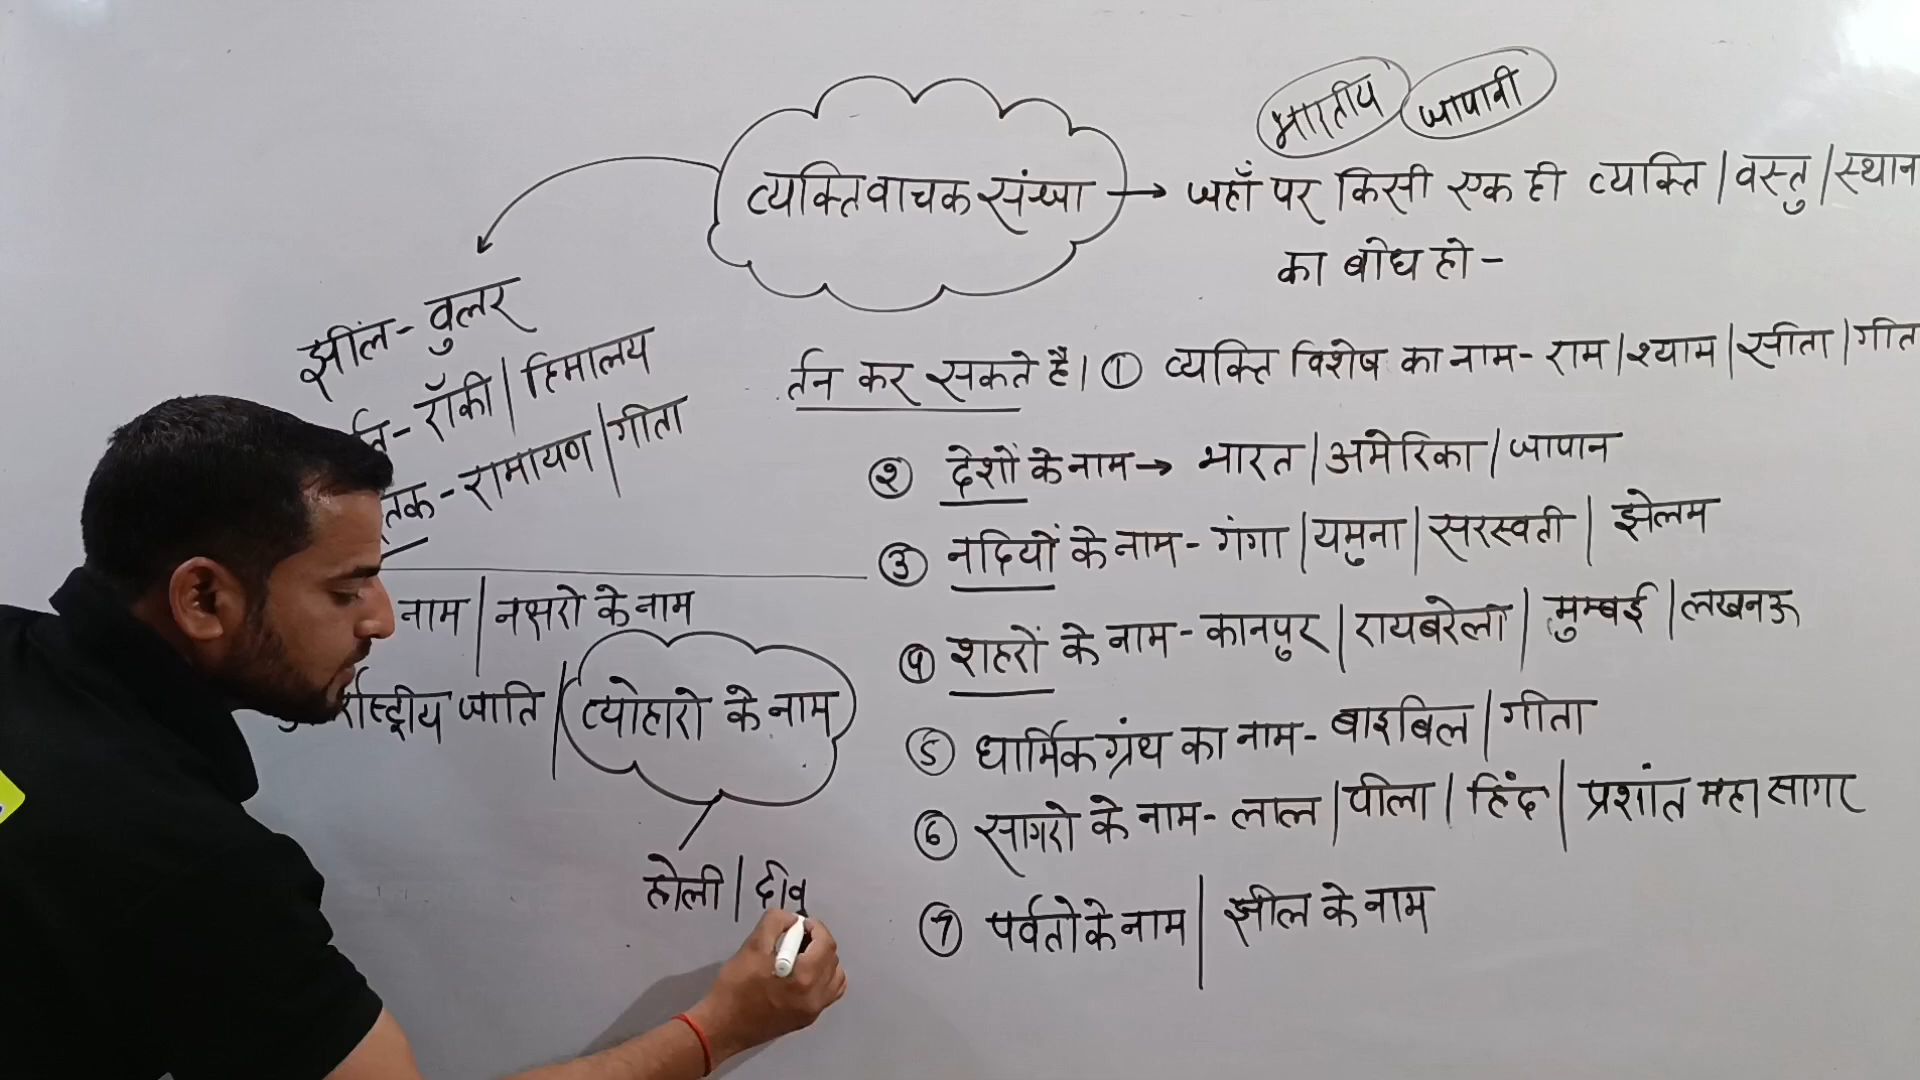 भारतीय जापानी
व्यक्तिवाचक संज्ञा → जहाँ पर किसी एक ही व्यक्ति | वस्तु | स्थान
का बोध हो -
झील - वुलर
रॉकी | हिमालय
रामायण | गीता
नाम | नक्षत्रो के नाम
जाति | त्योहारो के नाम
होली |
र्तन कर सकते है। ① व्यक्ति विशेष का नाम - राम | श्याम | सीता |
② देशों के नाम → भारत | अमेरिका | जापान
③ नदियों के नाम - गंगा | यमुना | सरस्वती | झेलम
④ शहरों के नाम - कानपुर | रायबरेली | मुम्बई | लखनऊ
⑤ धार्मिक ग्रंथ का नाम - बाइबिल | गीता
⑥ सागरो के नाम - लाल | पीला | हिंद | प्रशांत महासागर
⑦ पर्वतो के नाम | झील के नाम